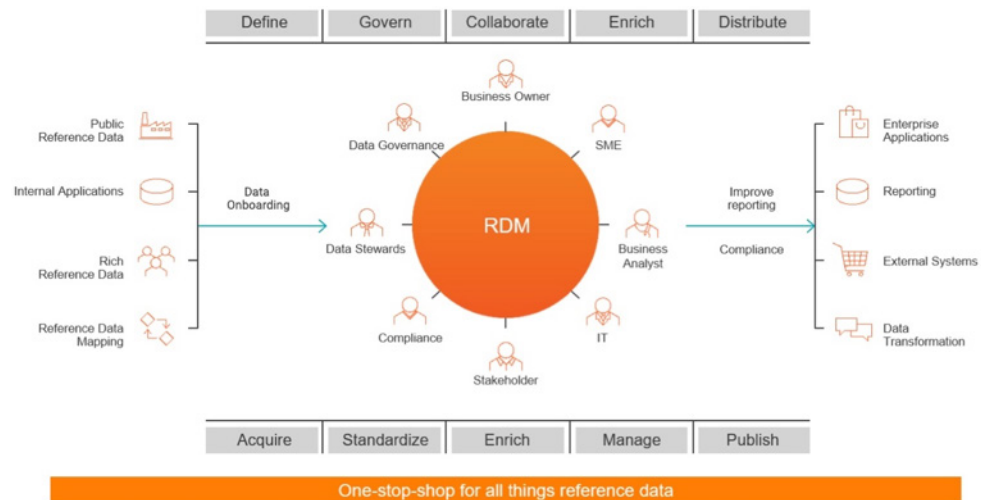 Define Govern Collaborate Enrich Distribute
Business Owner
Data Governance
SME
Public
Reference Data
Internal Applications
Rich
Reference Data
Reference Data
Mapping
Data
Onboarding
Data Stewards
RDM
Business
Analyst
Compliance
IT
Stakeholder
Improve
reporting
Compliance
Enterprise
Applications
Reporting
External Systems
Data
Transformation
Acquire Standardize Enrich Manage Publish
One-stop-shop for all things reference data